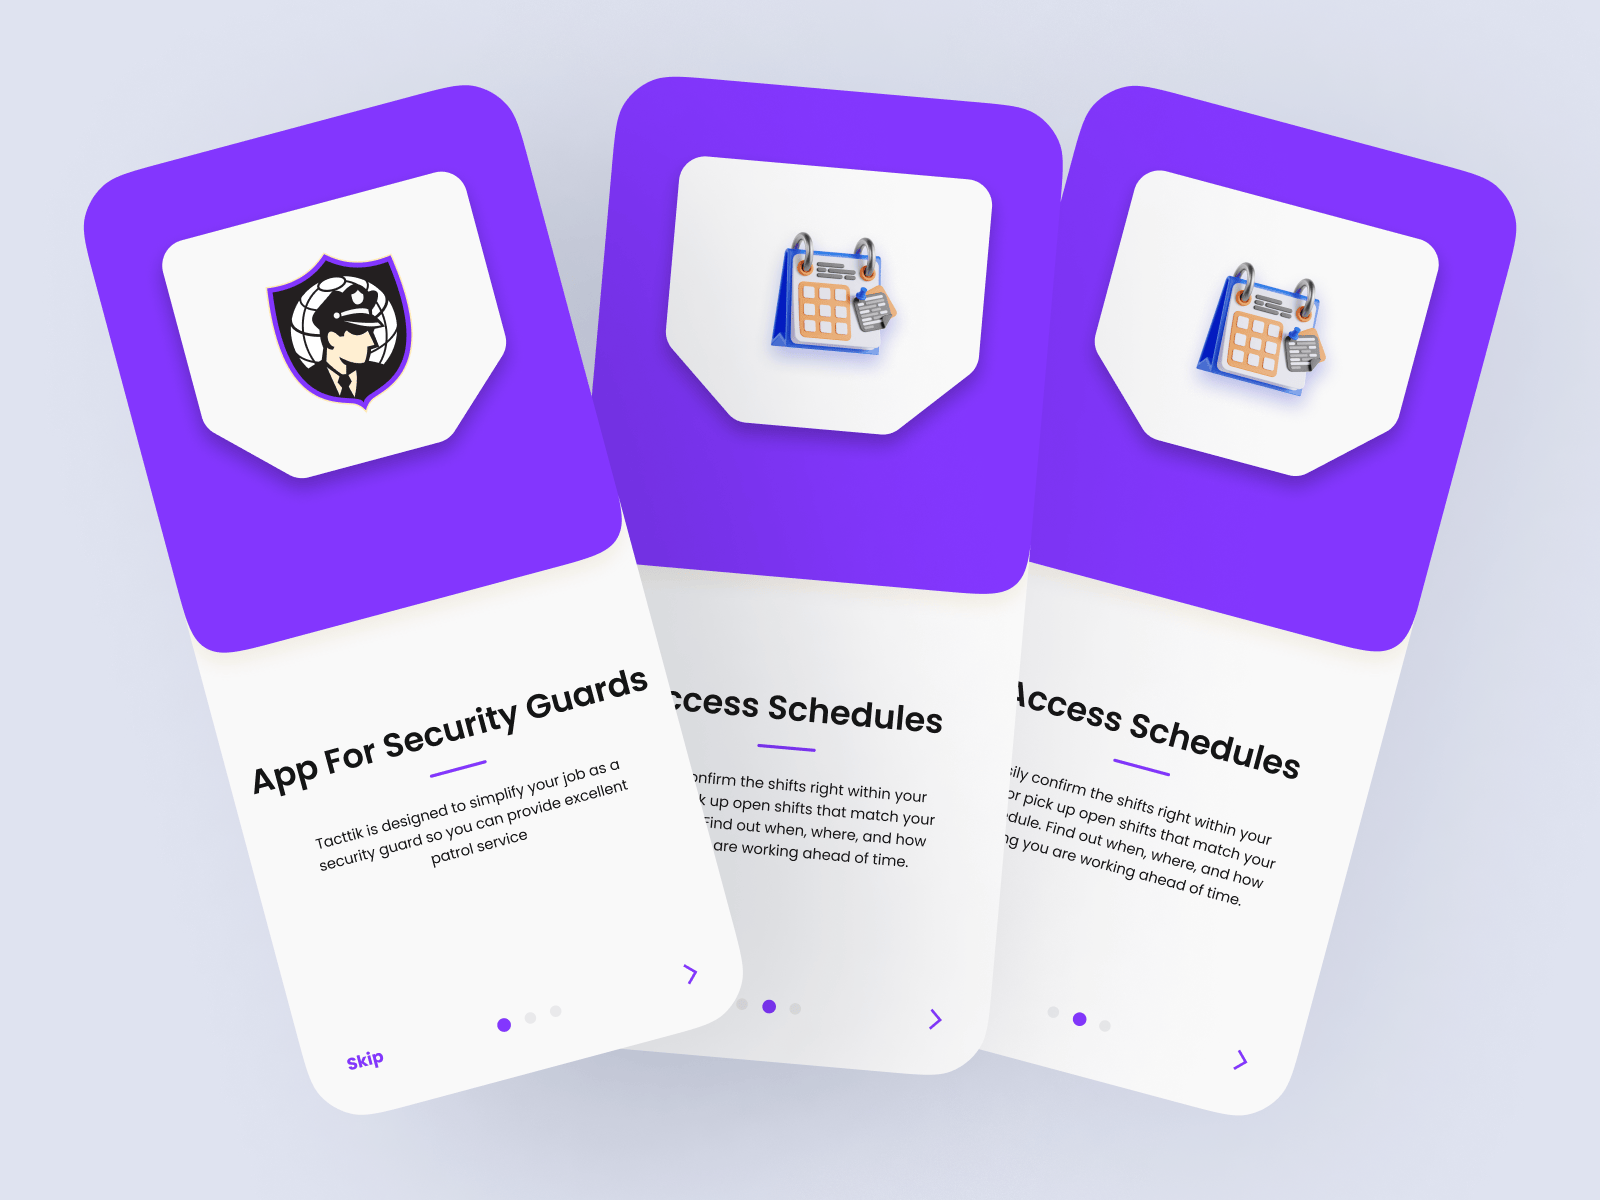 App For Security Guards
Tacttik is designed to simplify your job as a
security guard so you can provide excellent
patrol service
Skip
ccess Schedules
onfirm the shifts right within your
k up open shifts that match your
Find out when, where, and how
are working ahead of time.
Access Schedules
sily confirm the shifts right within your
or pick up open shifts that match your
edule. Find out when, where, and how
ng you are working ahead of time.